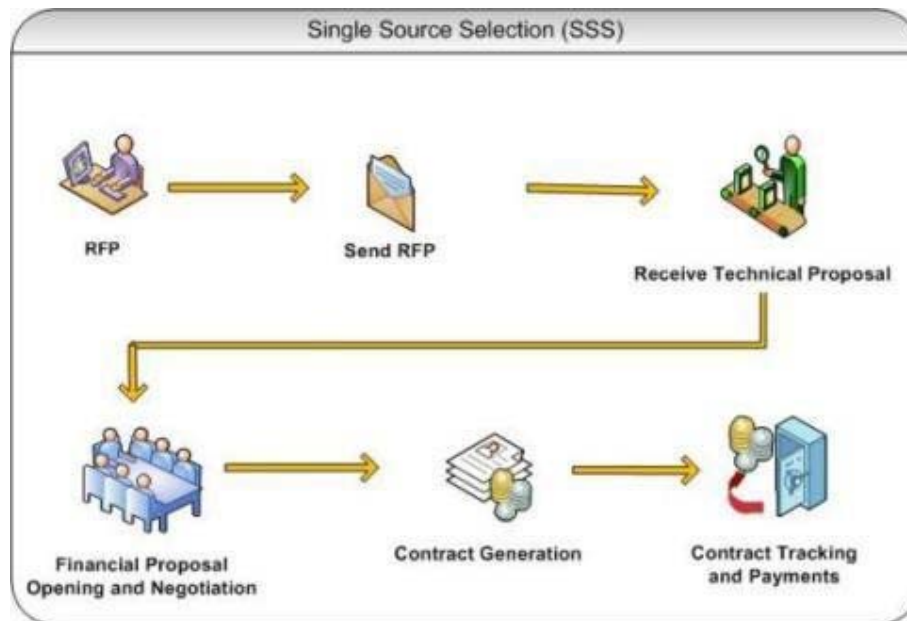 Single Source Selection (SSS)
RFP
Send RFP
Receive Technical Proposal
Financial Proposal
Opening and Negotiation
Contract Generation
Contract Tracking
and Payments